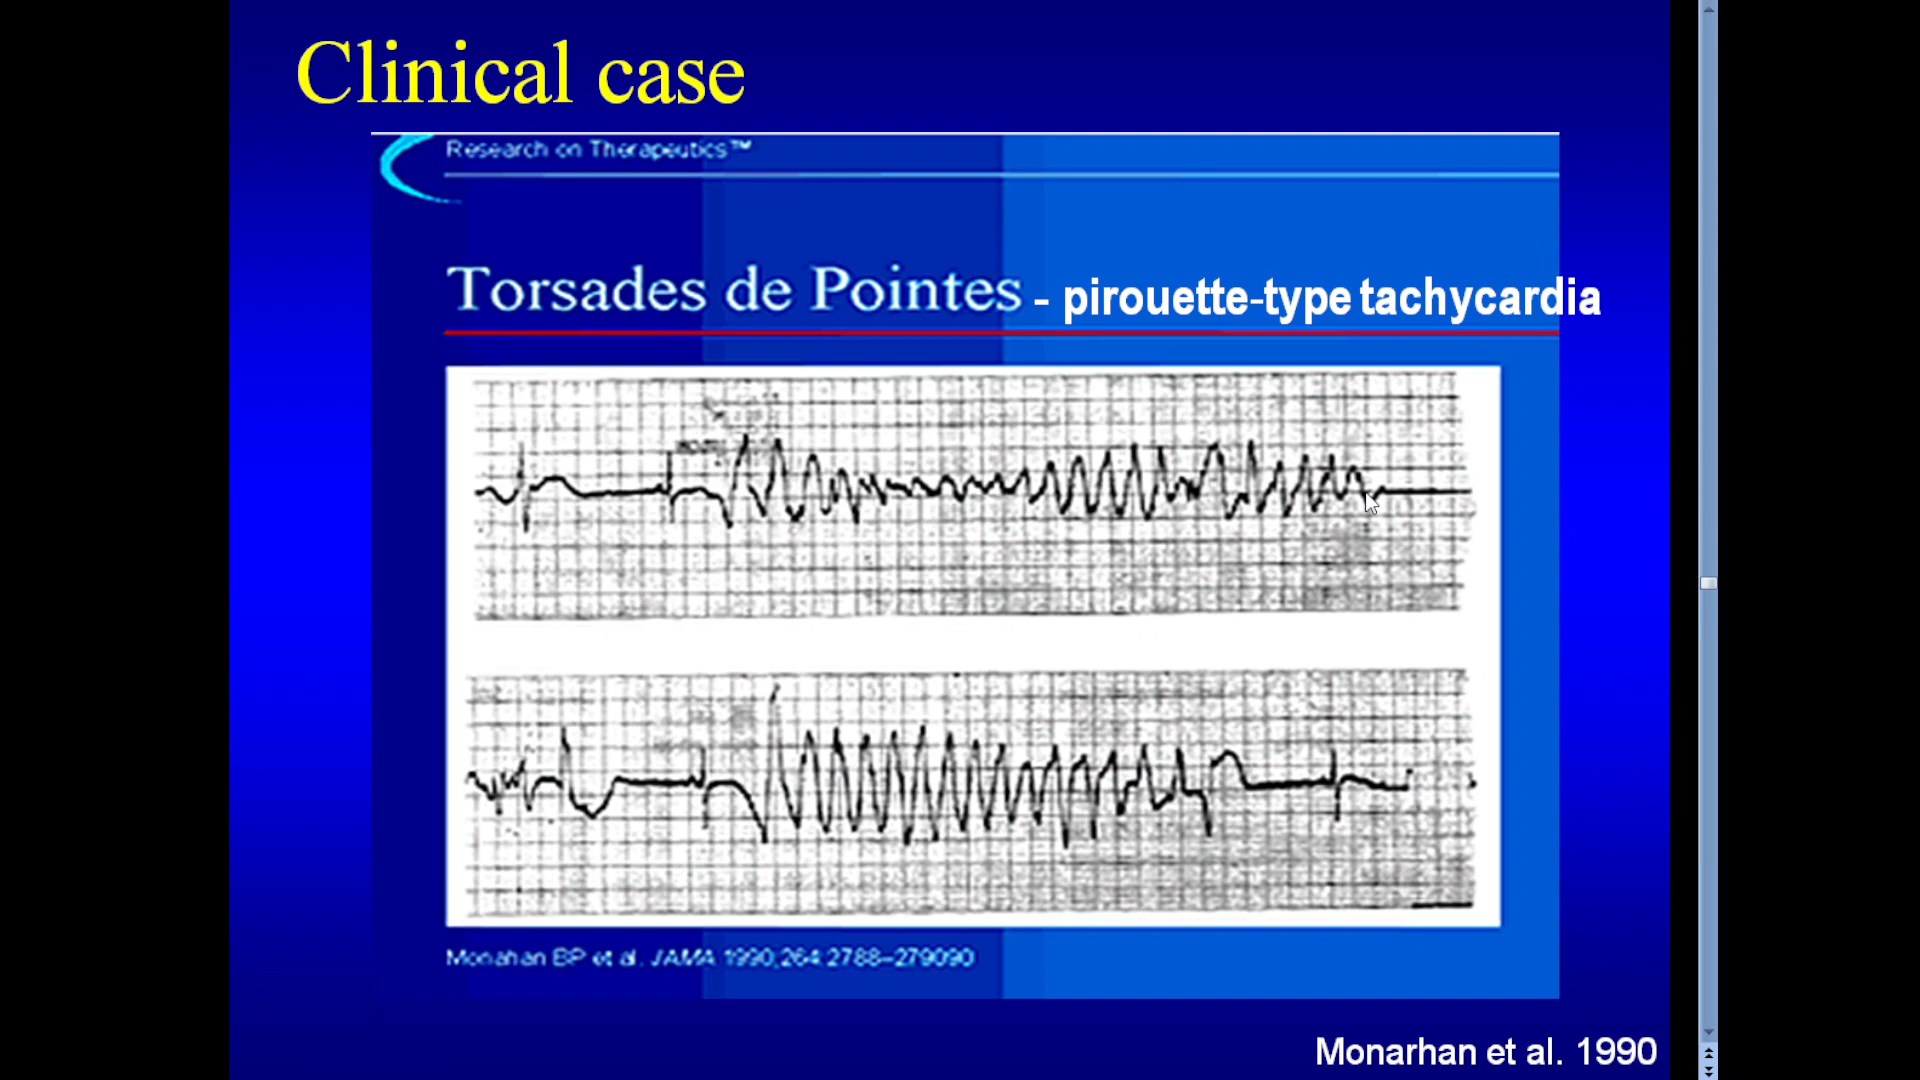 Clinical case
Research on Therapeutics™
Torsades de Pointes - pirouette-type tachycardia
Monahan BP et al. JAMA 1990;264:2788–279090
Monarhan et al. 1990